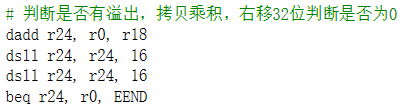 # 判断是否有溢出，拷贝乘积，右移32位判断是否为0
dadd r24, r0, r18
dsll r24, r24, 16
dsll r24, r24, 16
beq r24, r0, EEND